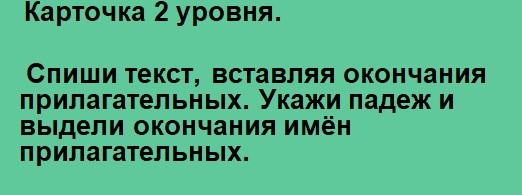 Карточка 2 уровня.
Спиши текст, вставляя окончания
прилагательных. Укажи падеж и
выдели окончания имён
прилагательных.